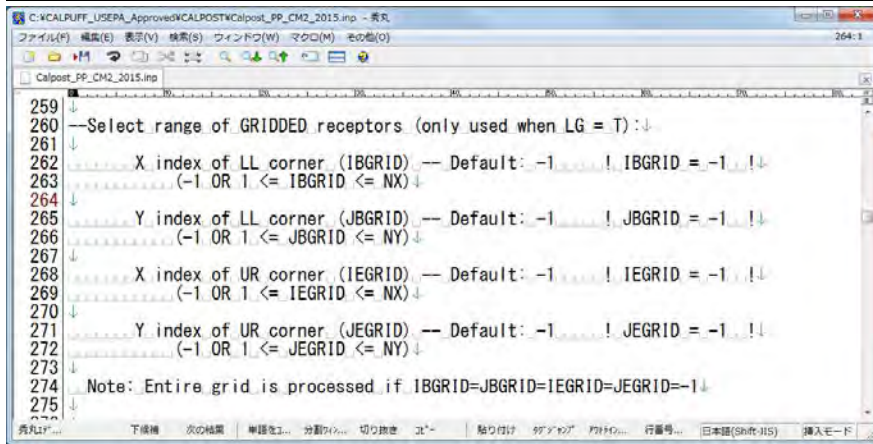 C:¥CALPUFF_USEPA_Approved¥CALPOST¥Calpost_PP_CM2_2015.inp - 秀丸
ファイル(F) 編集(E) 表示(V) 検索(S) ウィンドウ(W) マクロ(M) その他(O) 264:1
Calpost_PP_CM2_2015.inp
259 ↓
260 --Select range of GRIDDED receptors (only used when LG = T):↓
261 ↓
262 X index of LL corner (IBGRID) -- Default: -1 ! IBGRID = -1 !↓
263 (-1 OR 1 <= IBGRID <= NX)↓
264 ↓
265 Y index of LL corner (JBGRID) -- Default: -1 ! JBGRID = -1 !↓
266 (-1 OR 1 <= JBGRID <= NY)↓
267 ↓
268 X index of UR corner (IEGRID) -- Default: -1 ! IEGRID = -1 !↓
269 (-1 OR 1 <= IEGRID <= NX)↓
270 ↓
271 Y index of UR corner (JEGRID) -- Default: -1 ! JEGRID = -1 !↓
272 (-1 OR 1 <= JEGRID <= NY)↓
273 ↓
274 Note: Entire grid is processed if IBGRID=JBGRID=IEGRID=JEGRID=-1↓
275 ↓
下候補 次の結果 切り抜き コピー 貼り付け 行番号... 日本語(Shift-JIS) 挿入モード